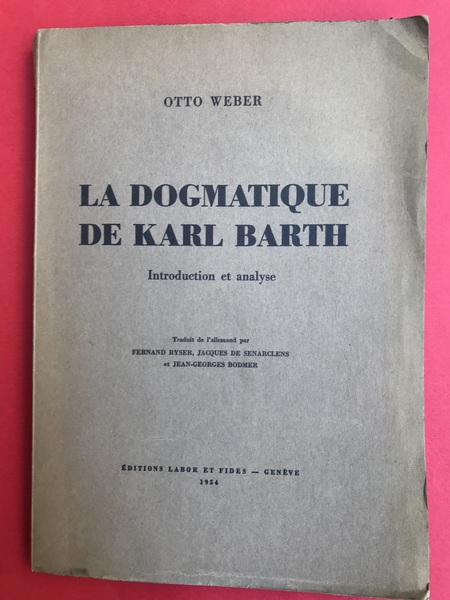 OTTO WEBER
LA DOGMATIQUE
DE KARL BARTH
Introduction et analyse
Traduit de l'allemand par
FERNAND RYSER, JACQUES DE SENARCLENS
et JEAN-GEORGES BODMER
ÉDITIONS LABOR ET FIDES — GENÈVE
1954